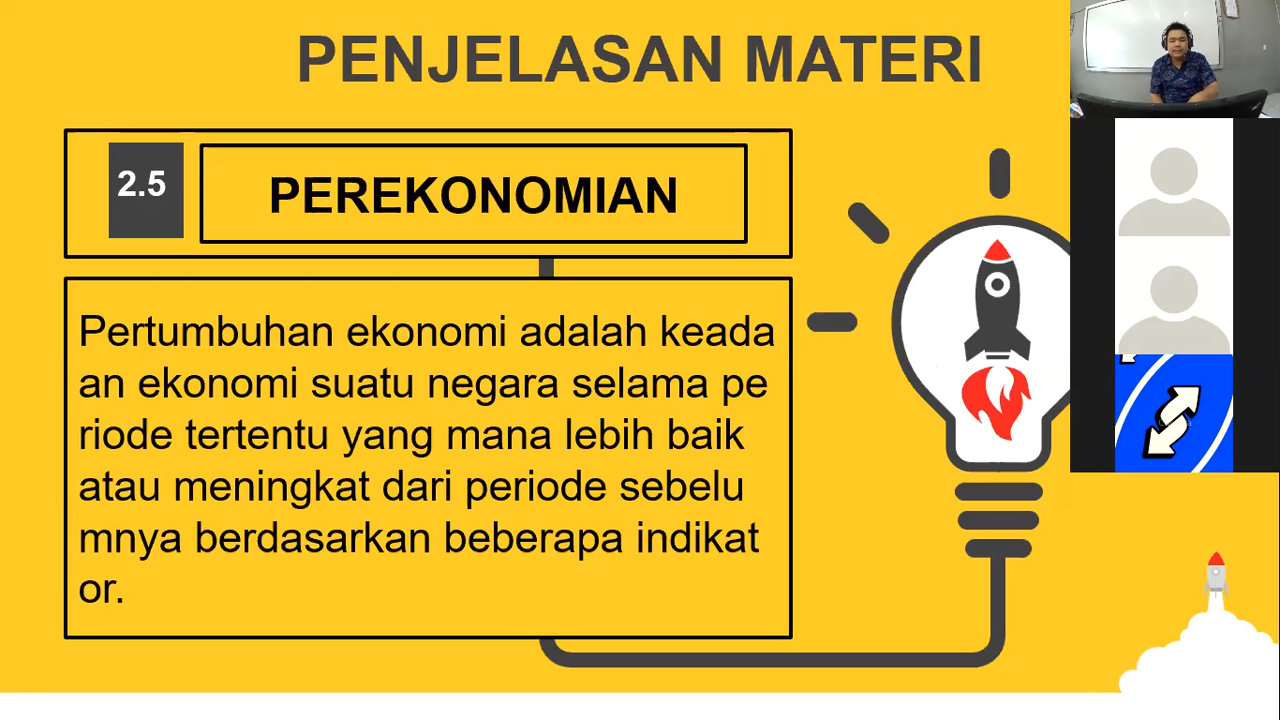 PENJELASAN MATERI
2.5
PEREKONOMIAN
Pertumbuhan ekonomi adalah keada
an ekonomi suatu negara selama pe
riode tertentu yang mana lebih baik
atau meningkat dari periode sebelu
mnya berdasarkan beberapa indikat
or.